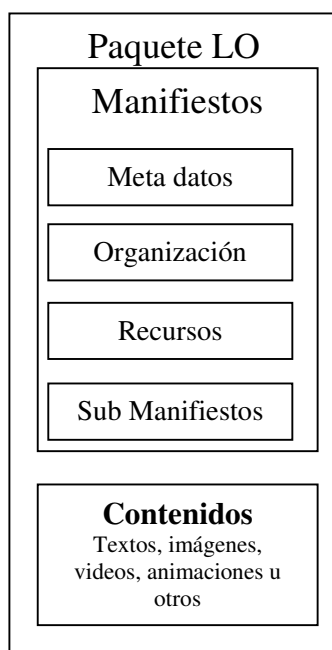 Paquete LO
Manifiestos
Meta datos
Organización
Recursos
Sub Manifiestos
Contenidos
Textos, imágenes,
videos, animaciones u
otros